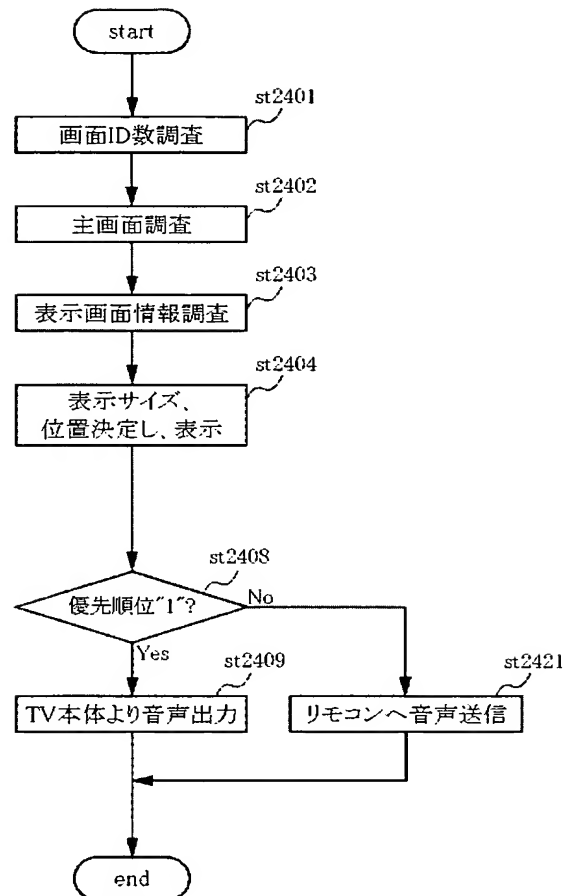 start
st2401
画面ID数調査
st2402
主画面調査
st2403
表示画面情報調査
st2404
表示サイズ、
位置決定し、表示
st2408
優先順位"1"?
No
Yes
st2409
TV本体より音声出力
st2421
リモコンへ音声送信
end